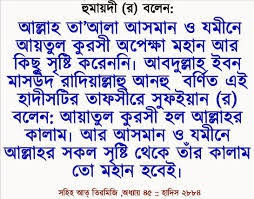 হুমায়দী (র) বলেন:
আল্লাহ তা'আলা আসমান ও যমীনে
আয়তুল কুরসী অপেক্ষা মহান আর
কিছু সৃষ্টি করেননি। আবদুল্লাহ ইবন
মাসউদ রাদিয়াল্লাহু আনহু বর্ণিত এই
হাদীসটির তাফসীরে সুফইয়ান (র)
বলেন: আয়াতুল কুরসী হল আল্লাহর
কালাম। আর আসমান ও যমীনে
আল্লাহর সকল সৃষ্টি থেকে তাঁর কালাম
তো মহান হবেই।
সহিহ আত্ তিরমিজি ,অধ্যায় ৪৫ :: হাদিস ২৮৮৪